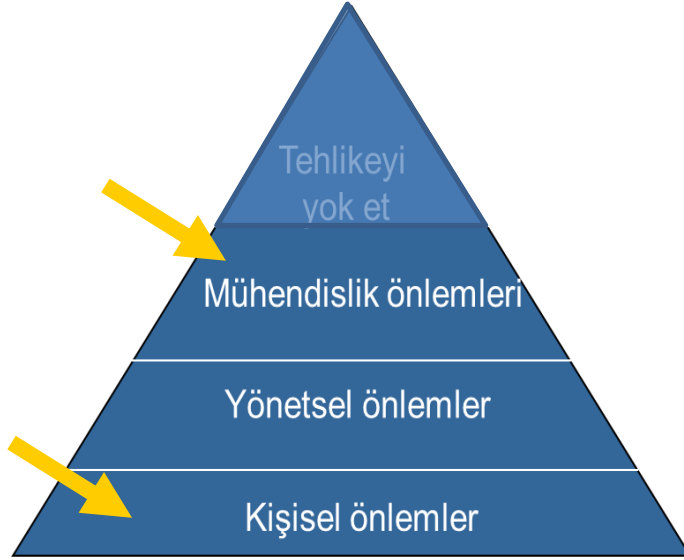 Tehlikeyi
yok et
Mühendislik önlemleri
Yönetsel önlemler
Kişisel önlemler